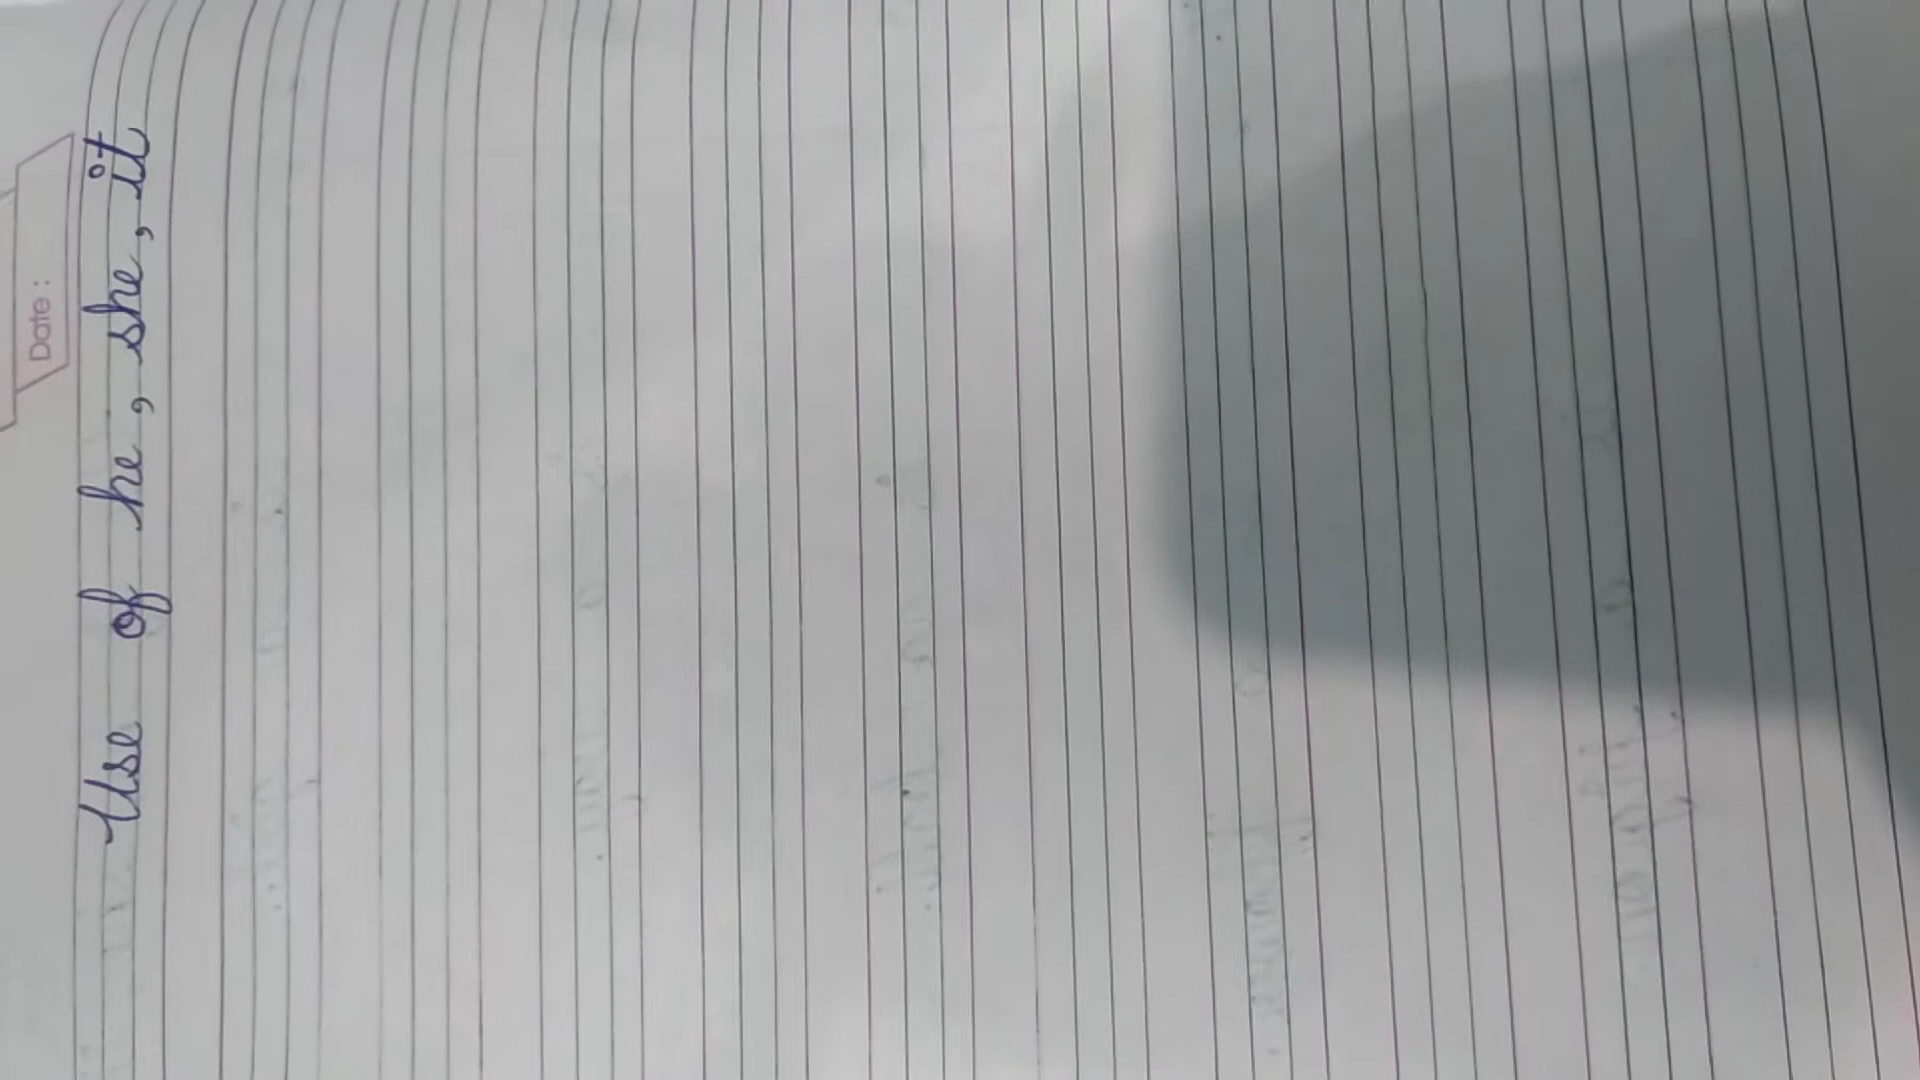 Date :
Use of he, she, it